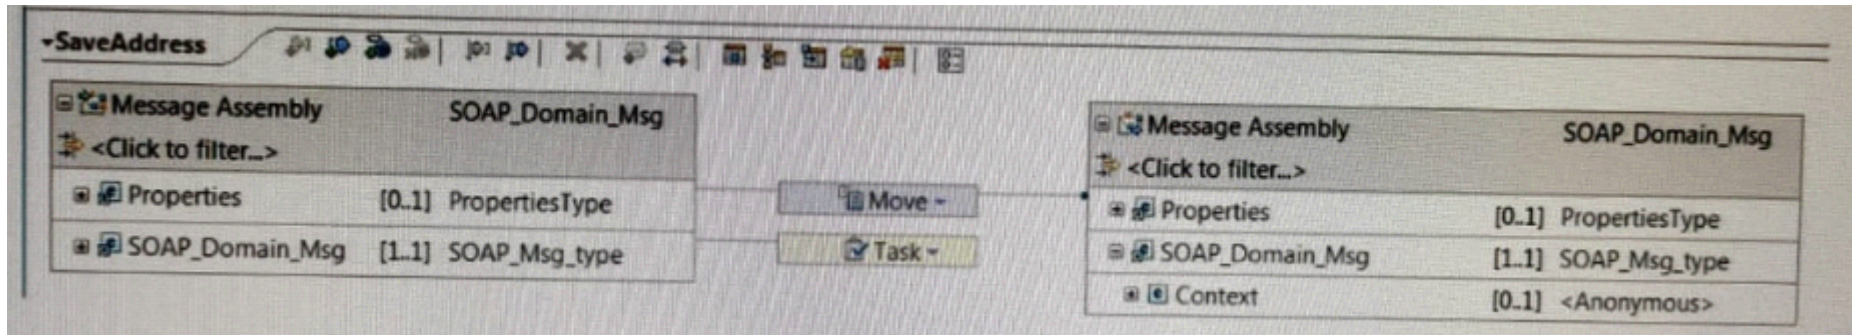 SaveAddress
Message Assembly SOAP_Domain_Msg
<Click to filter...>
Properties [0..1] PropertiesType
SOAP_Domain_Msg [1..1] SOAP_Msg_type
Move
Task
Message Assembly SOAP_Domain_Msg
<Click to filter...>
Properties [0..1] PropertiesType
SOAP_Domain_Msg [1..1] SOAP_Msg_type
Context [0..1] <Anonymous>